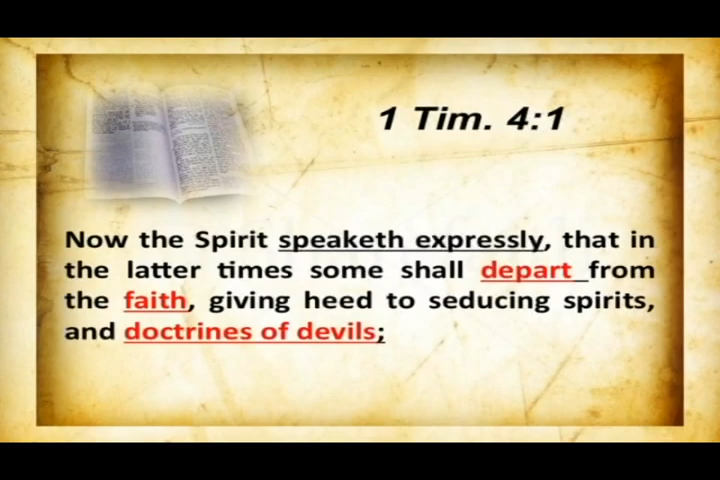 1 Tim. 4:1
Now the Spirit speaketh expressly, that in
the latter times some shall depart from
the faith, giving heed to seducing spirits,
and doctrines of devils;